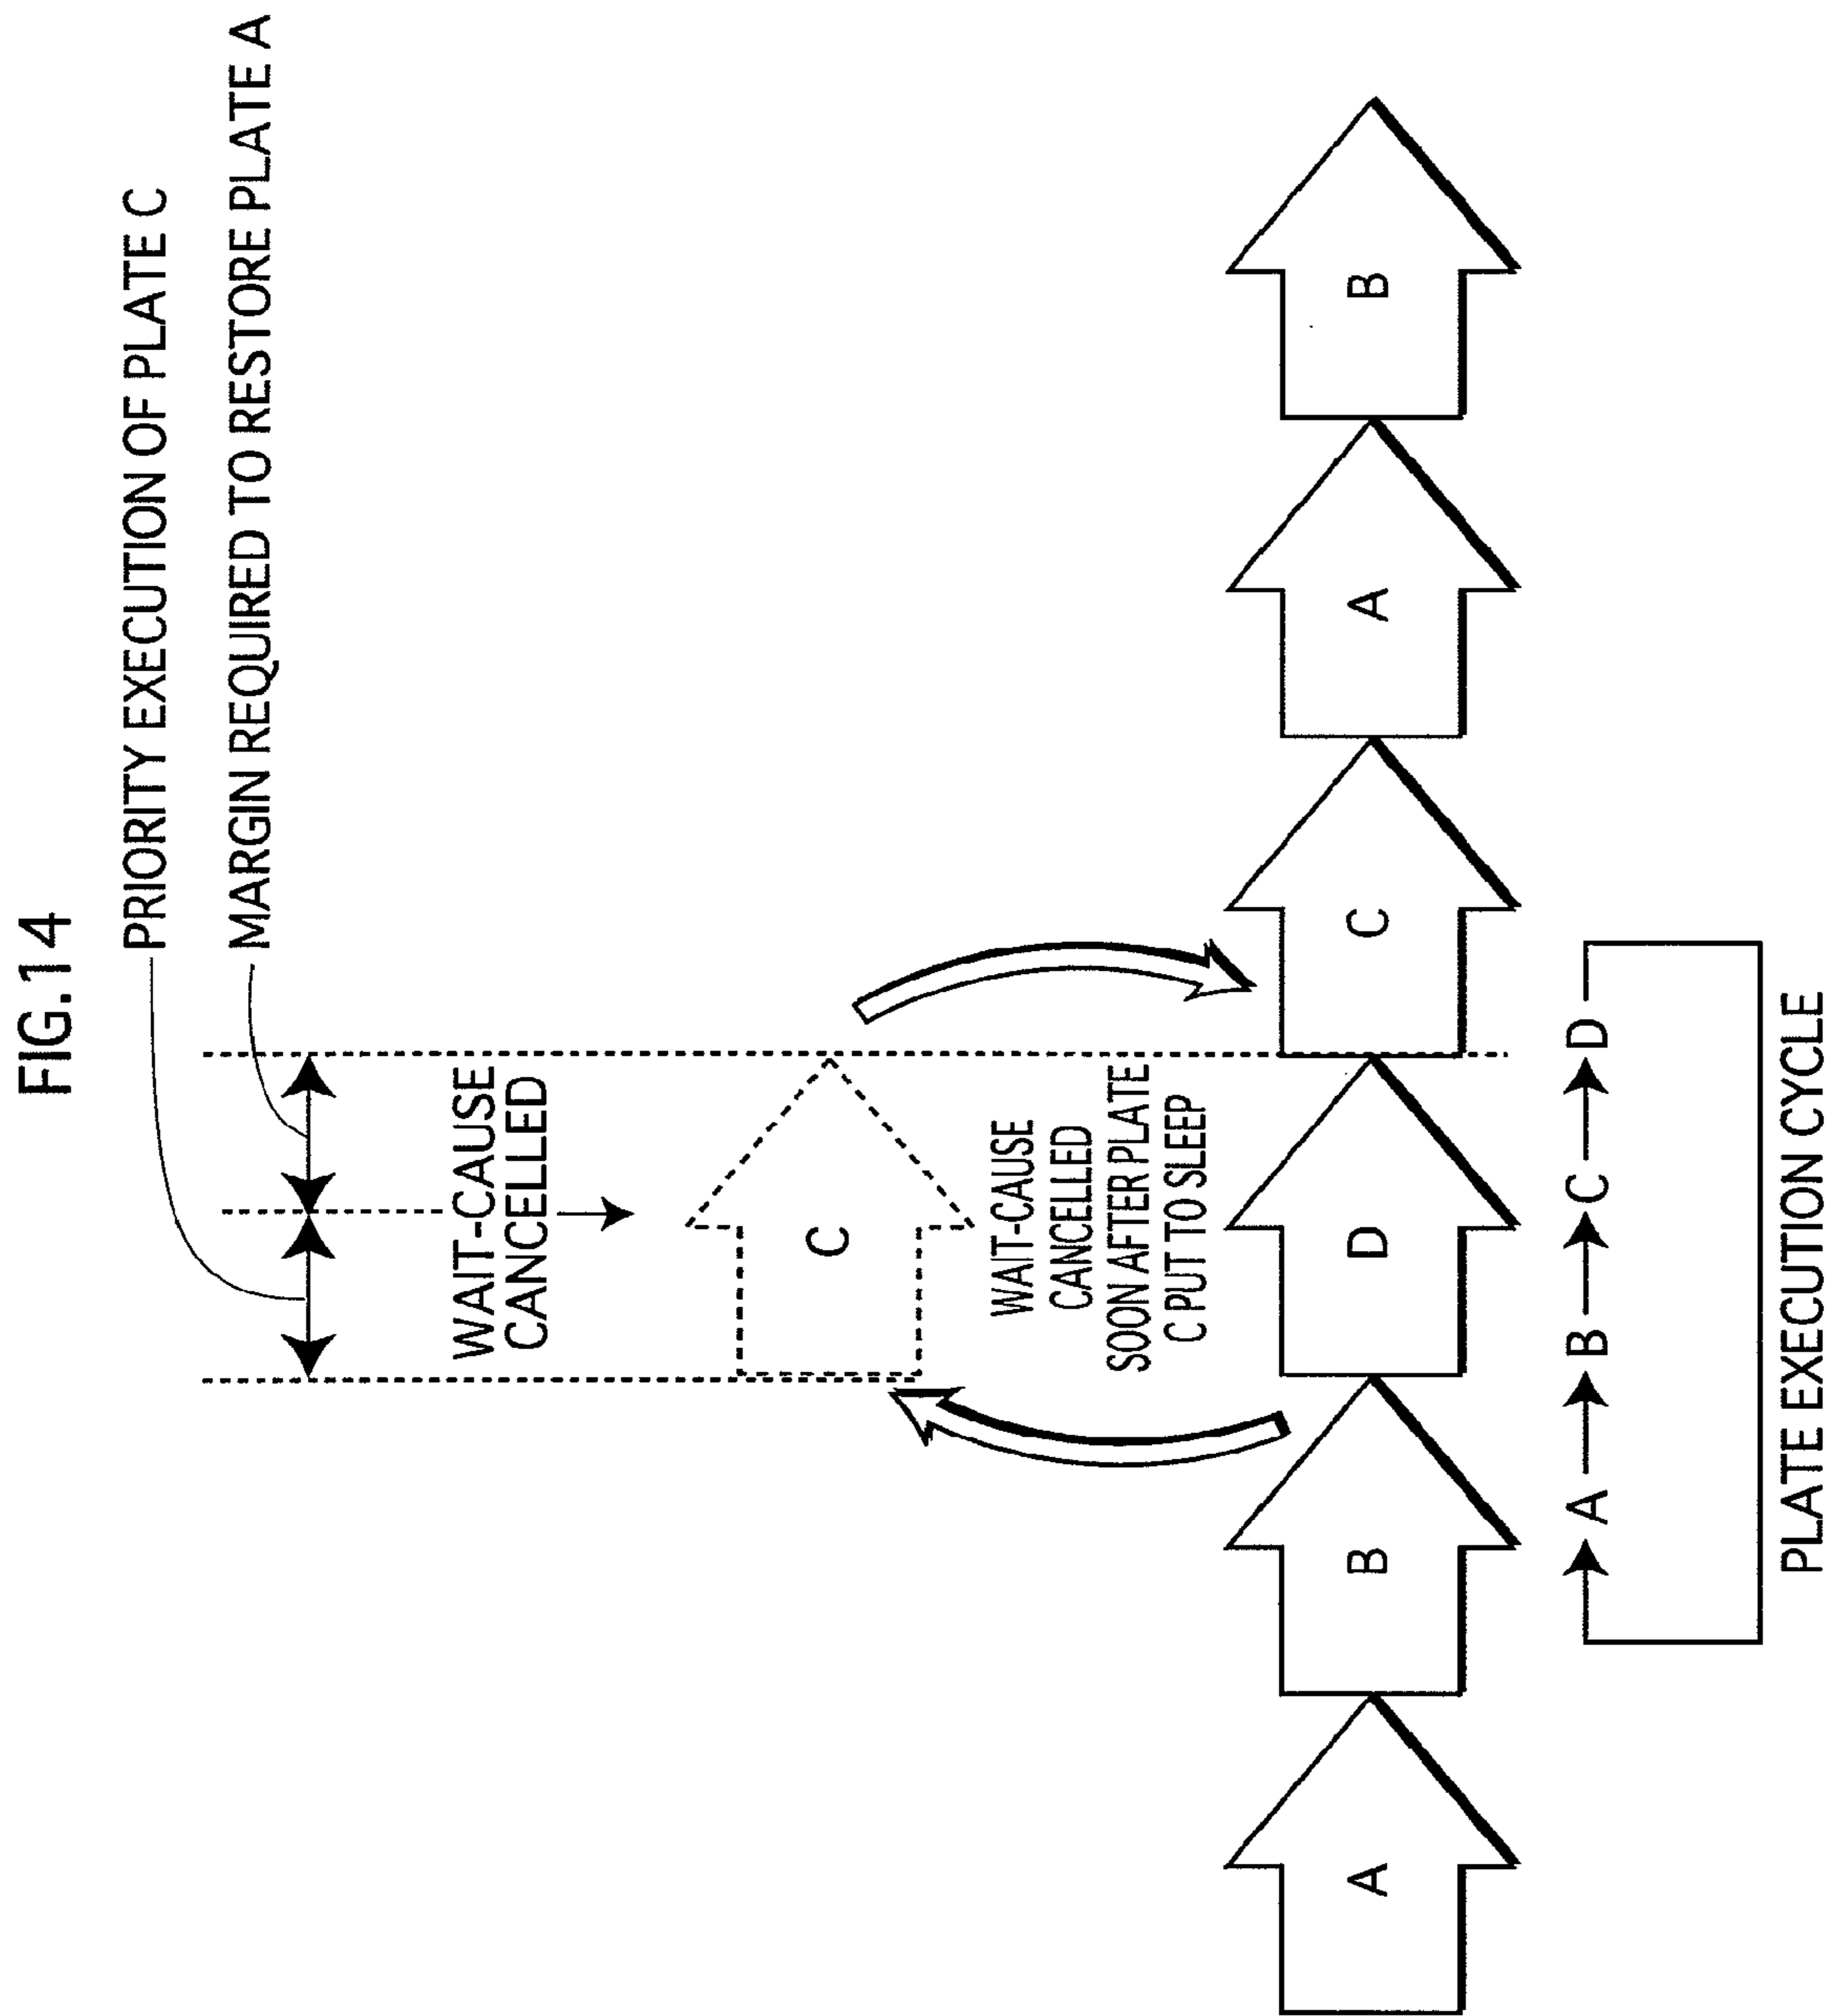 FIG.14
PRIORITY EXECUTION OF PLATE C
MARGIN REQUIRED TO RESTORE PLATE A
WAIT-CAUSE
CANCELLED
C
WAIT-CAUSE
CANCELLED
SOON AFTER PLATE
C PUT TO SLEEP
A B D C A B
A B C D
PLATE EXECUTION CYCLE